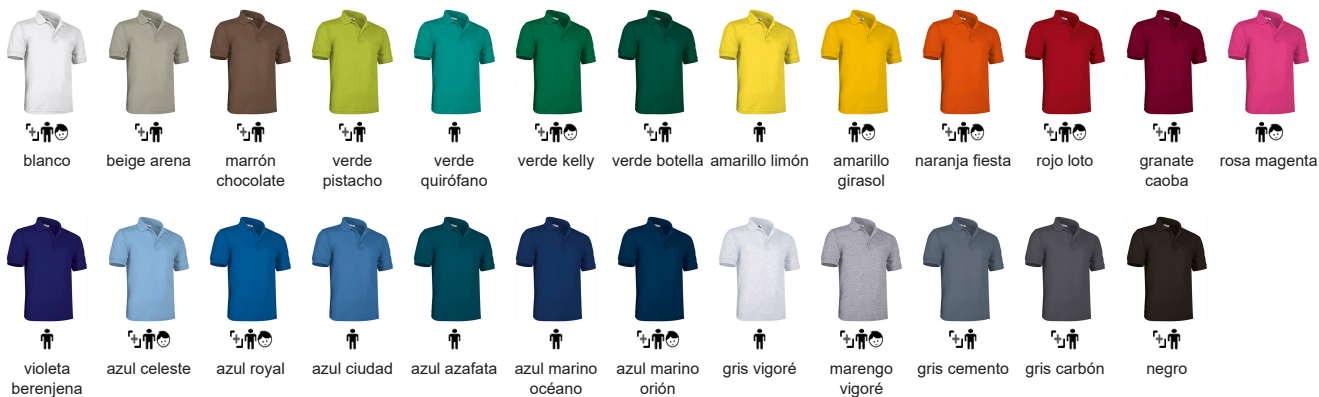 blanco
beige arena
marrón
chocolate
verde
pistacho
verde
quirófano
verde kelly
verde botella
amarillo limón
amarillo
girasol
naranja fiesta
rojo loto
granate
caoba
rosa magenta
violeta
berenjena
azul celeste
azul royal
azul ciudad
azul azafata
azul marino
océano
azul marino
orión
gris vigoré
marengo
vigoré
gris cemento
gris carbón
negro